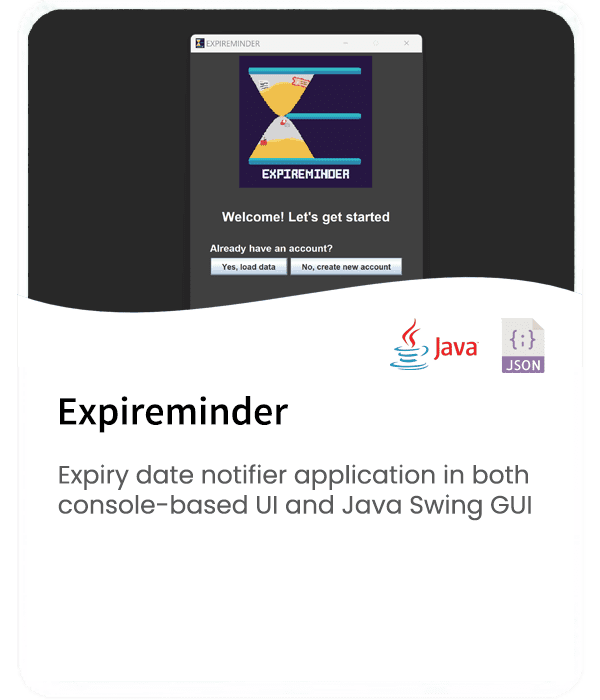 EXPIREMINDER
EXPIREMINDER
Welcome! Let's get started
Already have an account?
Yes, load data
No, create new account
Java
{;}
JSON
Expireminder
Expiry date notifier application in both
console-based UI and Java Swing GUI